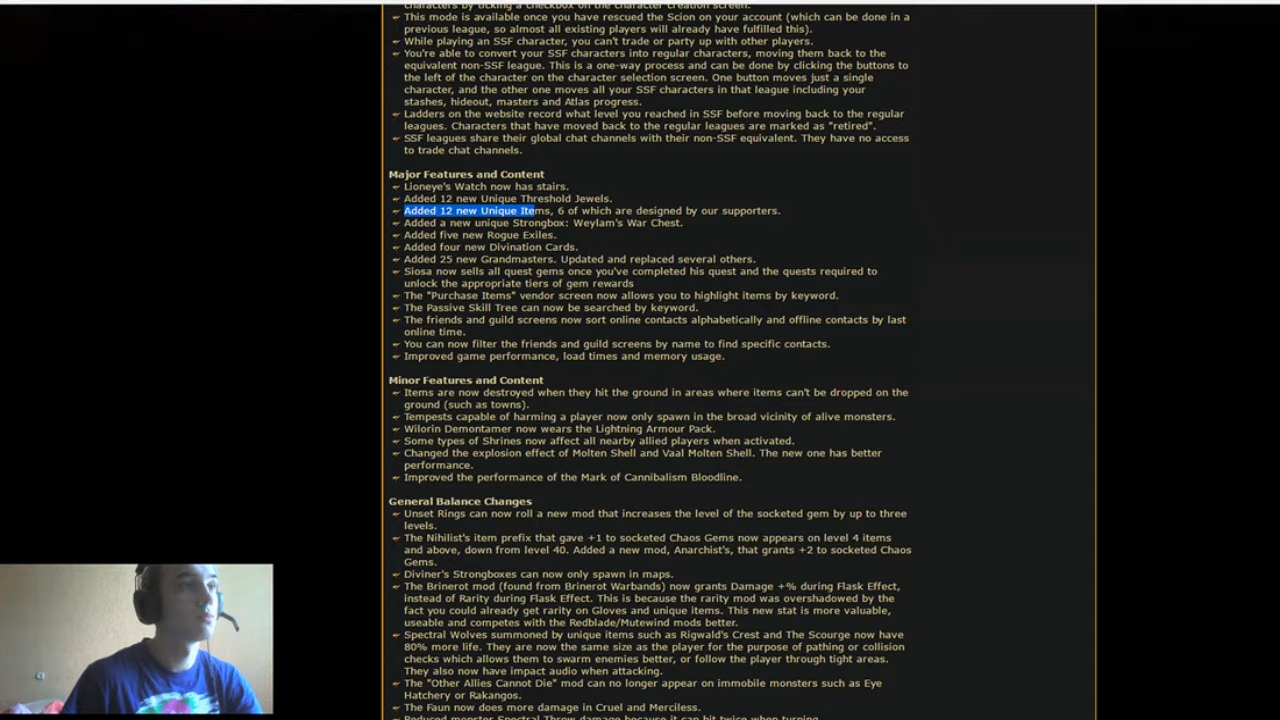 characters by ticking a checkbox on the character creation screen.
This mode is available once you have rescued the Scion on your account (which can be done in a
previous league, so almost all existing players will already have fulfilled this).
While playing an SSF character, you can't trade or party up with other players.
You're able to convert your SSF characters into regular characters, moving them back to the
equivalent non-SSF league. This is a one-way process and can be done by clicking the buttons to
the left of the character on the character selection screen. One button moves just a single
character, and the other one moves all your SSF characters in that league including your
stashes, hideout, masters and Atlas progress.
Ladders on the website record what level you reached in SSF before moving back to the regular
leagues. Characters that have moved back to the regular leagues are marked as "retired".
SSF leagues share their global chat channels with their non-SSF equivalent. They have no access
to trade chat channels.
Major Features and Content
Lioneye's Watch now has stairs.
Added 12 new Unique Threshold Jewels.
Added 12 new Unique Items, 6 of which are designed by our supporters.
Added a new unique Strongbox: Weylam's War Chest.
Added five new Rogue Exiles.
Added four new Divination Cards.
Added 25 new Grandmasters. Updated and replaced several others.
Siosa now sells all quest gems once you've completed his quest and the quests required to
unlock the appropriate tiers of gem rewards
The "Purchase Items" vendor screen now allows you to highlight items by keyword.
The Passive Skill Tree can now be searched by keyword.
The friends and guild screens now sort online contacts alphabetically and offline contacts by last
online time.
You can now filter the friends and guild screens by name to find specific contacts.
Improved game performance, load times and memory usage.
Minor Features and Content
Items are now destroyed when they hit the ground in areas where items can't be dropped on the
ground (such as towns).
Tempests capable of harming a player now only spawn in the broad vicinity of alive monsters.
Wilorin Demontamer now wears the Lightning Armour Pack.
Some types of Shrines now affect all nearby allied players when activated.
Changed the explosion effect of Molten Shell and Vaal Molten Shell. The new one has better
performance.
Improved the performance of the Mark of Cannibalism Bloodline.
General Balance Changes
Unset Rings can now roll a new mod that increases the level of the socketed gem by up to three
levels.
The Nihilist's item prefix that gave +1 to socketed Chaos Gems now appears on level 4 items
and above, down from level 40. Added a new mod, Anarchist's, that grants +2 to socketed Chaos
Gems.
Diviner's Strongboxes can now only spawn in maps.
The Brinerot mod (found from Brinerot Warbands) now grants Damage +% during Flask Effect,
instead of Rarity during Flask Effect. This is because the rarity mod was overshadowed by the
fact you could already get rarity on Gloves and unique items. This new stat is more valuable,
useable and competes with the Redblade/Mutewind mods better.
Spectral Wolves summoned by unique items such as Rigwald's Crest and The Scourge now have
80% more life. They are now the same size as the player for the purpose of pathing or collision
checks which allows them to swarm enemies better, or follow the player through tight areas.
They also now have impact audio when attacking.
The "Other Allies Cannot Die" mod can no longer appear on immobile monsters such as Eye
Hatchery or Rakangos.
The Faun now does more damage in Cruel and Merciless.
Reduced monster Spectral Throw damage because it can hit twice when turning.